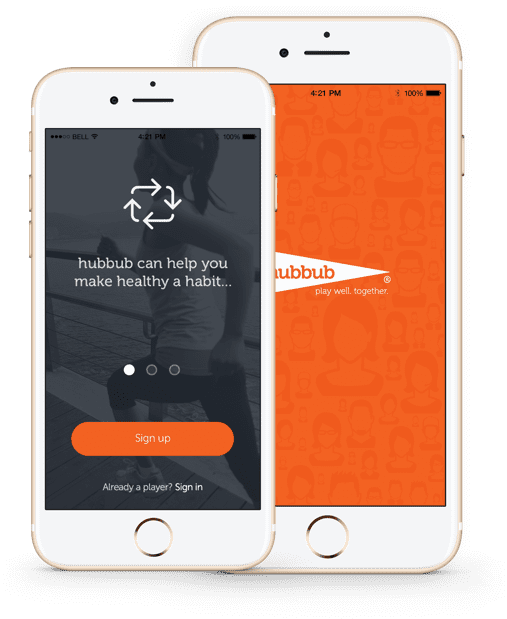 BELL 4:21 PM 100%
hubbub can help you
make healthy a habit...
Sign up
Already a player? Sign in
4:21 PM 100%
hubbub
®
play well. together.